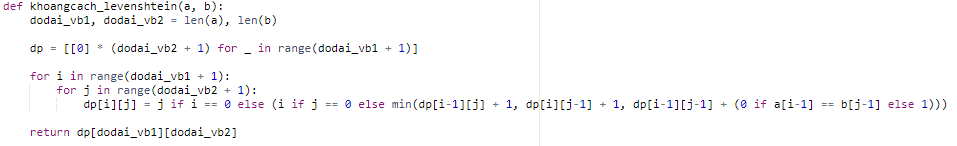 def khoangcach_levenshtein(a, b):
    dodai_vb1, dodai_vb2 = len(a), len(b)
    dp = [[0] * (dodai_vb2 + 1) for _ in range(dodai_vb1 + 1)]
    for i in range(dodai_vb1 + 1):
        for j in range(dodai_vb2 + 1):
            dp[i][j] = j if i == 0 else (i if j == 0 else min(dp[i-1][j] + 1, dp[i][j-1] + 1, dp[i-1][j-1] + (0 if a[i-1] == b[j-1] else 1)))
    return dp[dodai_vb1][dodai_vb2]